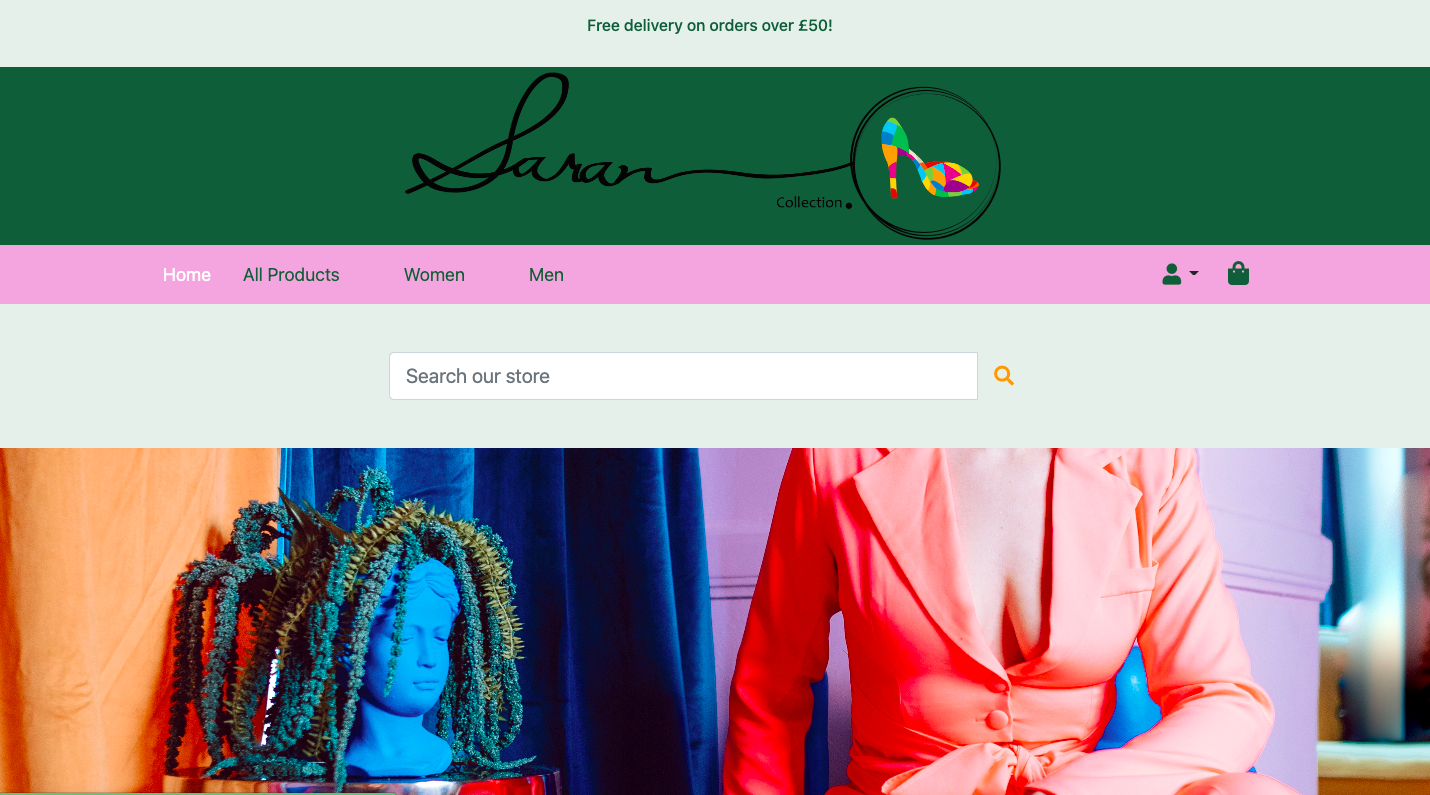 Free delivery on orders over £50!
Saran
Collection
Home All Products Women Men
Search our store